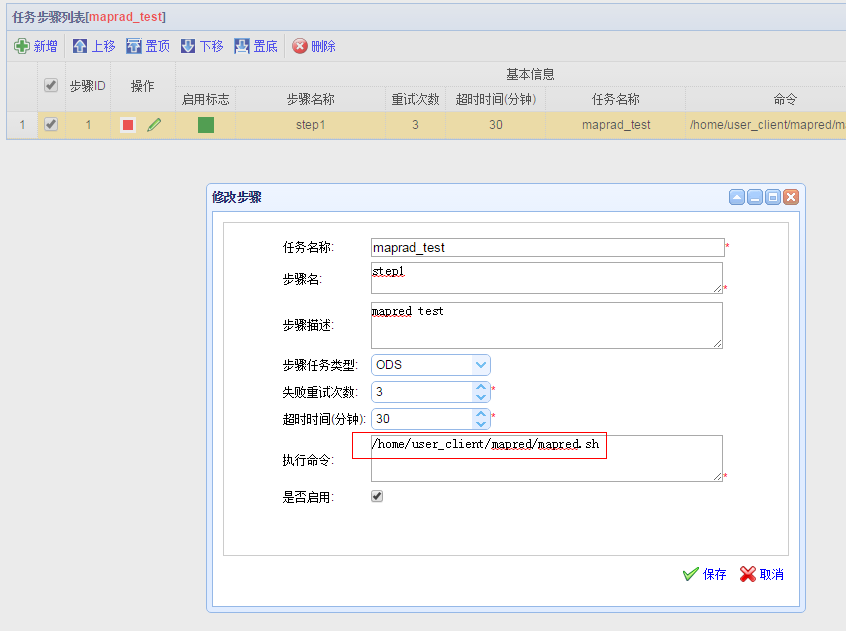 任务步骤列表[maprad_test]
新增 上移 置顶 下移 置底 删除
步骤ID 操作 基本信息
启用标志 步骤名称 重试次数 超时时间(分钟) 任务名称 命令
1 1 step1 3 30 maprad_test /home/user_client/mapred/m
修改步骤
任务名称: maprad_test *
步骤名: step1 *
步骤描述: mapred test
步骤任务类型: ODS
失败重试次数: 3 *
超时时间(分钟): 30 *
执行命令: /home/user_client/mapred/mapred.sh *
是否启用:
保存 取消